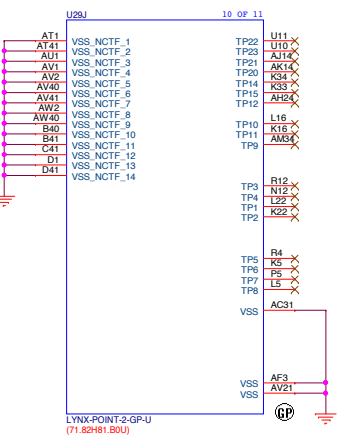 U29J 10 OF 11
AT1 VSS_NCTF_1 TP22 U11
AT41 VSS_NCTF_2 TP23 U10
AU1 VSS_NCTF_3 TP21 AJ14
AV1 VSS_NCTF_4 TP20 AK14
AV2 VSS_NCTF_5 TP14 K34
AV40 VSS_NCTF_6 TP15 K33
AV41 VSS_NCTF_7 TP12 AH24
AW2 VSS_NCTF_8
AW40 VSS_NCTF_9 TP10 L16
B40 VSS_NCTF_10 TP11 K16
B41 VSS_NCTF_11 TP9 AM34
C41 VSS_NCTF_12
D1 VSS_NCTF_13
D41 VSS_NCTF_14
TP3 R12
TP4 N12
TP1 L22
TP2 K22
TP5 R4
TP6 K5
TP7 P5
TP8 L5
VSS AC31
VSS AF3
VSS AV21
GP
LYNX-POINT-2-GP-U
(71.82H81.B0U)